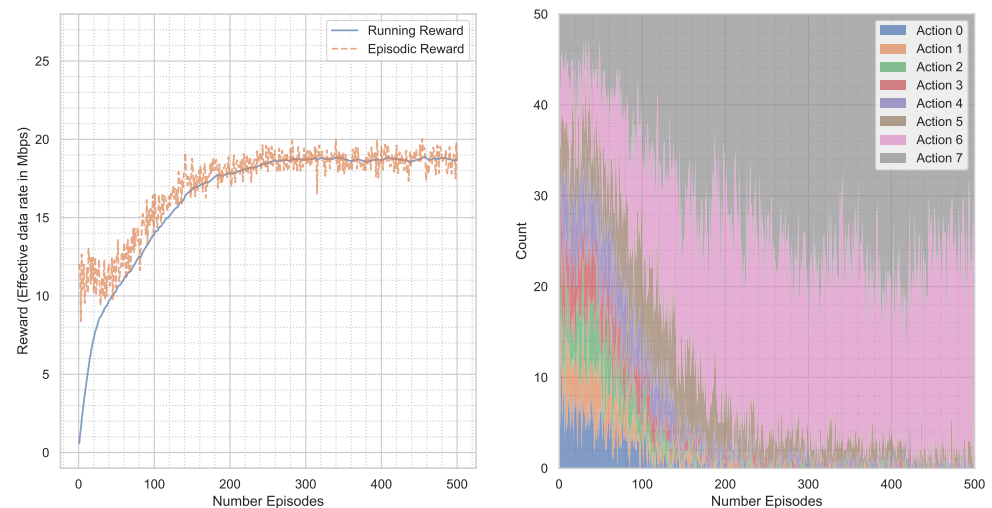 Running Reward
Episodic Reward
Reward (Effective data rate in Mbps)
25
20
15
10
5
0
0 100 200 300 400 500
Number Episodes
Action 0
Action 1
Action 2
Action 3
Action 4
Action 5
Action 6
Action 7
Count
50
40
30
20
10
0
0 100 200 300 400 500
Number Episodes